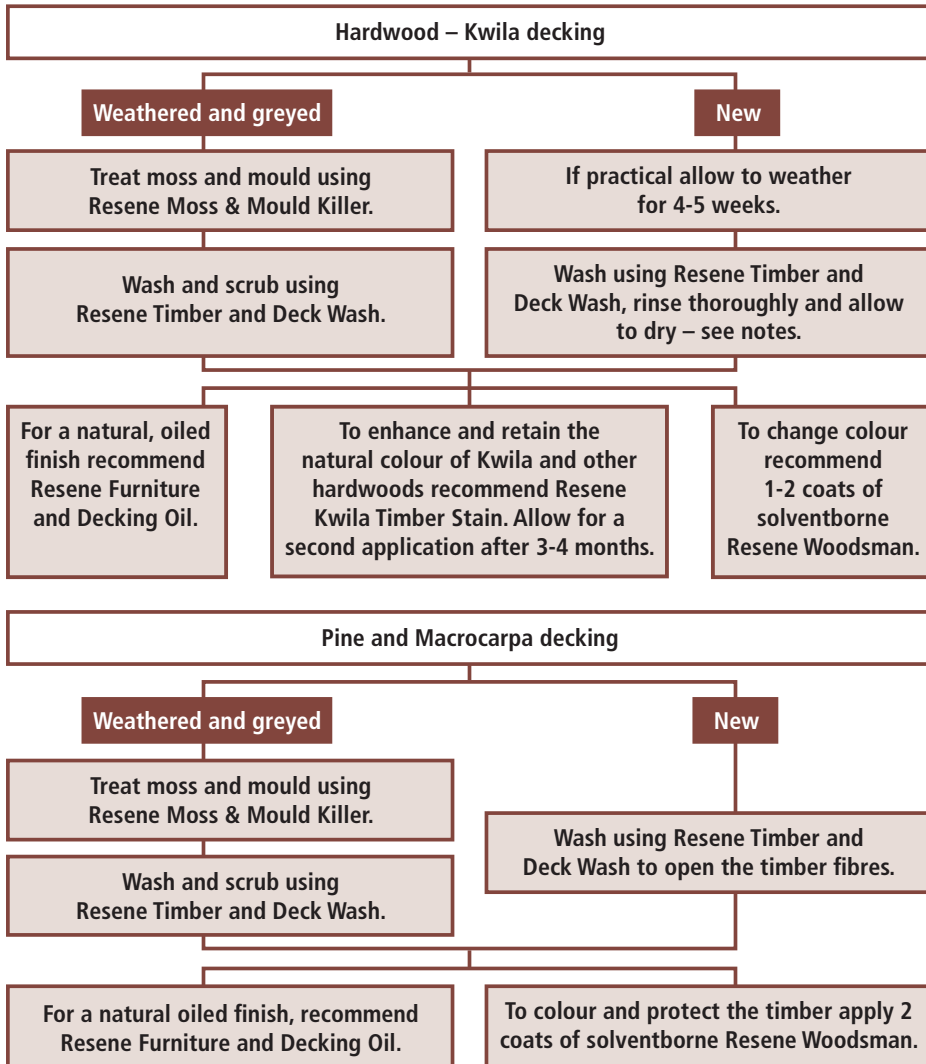 Hardwood – Kwila decking
Weathered and greyed
New
Treat moss and mould using
Resene Moss & Mould Killer.
If practical allow to weather
for 4-5 weeks.
Wash and scrub using
Resene Timber and Deck Wash.
Wash using Resene Timber and
Deck Wash, rinse thoroughly and allow
to dry – see notes.
For a natural, oiled
finish recommend
Resene Furniture
and Decking Oil.
To enhance and retain the
natural colour of Kwila and other
hardwoods recommend Resene
Kwila Timber Stain. Allow for a
second application after 3-4 months.
To change colour
recommend
1-2 coats of
solventborne
Resene Woodsman.
Pine and Macrocarpa decking
Weathered and greyed
New
Treat moss and mould using
Resene Moss & Mould Killer.
Wash and scrub using
Resene Timber and Deck Wash.
Wash using Resene Timber and
Deck Wash to open the timber fibres.
For a natural oiled finish, recommend
Resene Furniture and Decking Oil.
To colour and protect the timber apply 2
coats of solventborne Resene Woodsman.